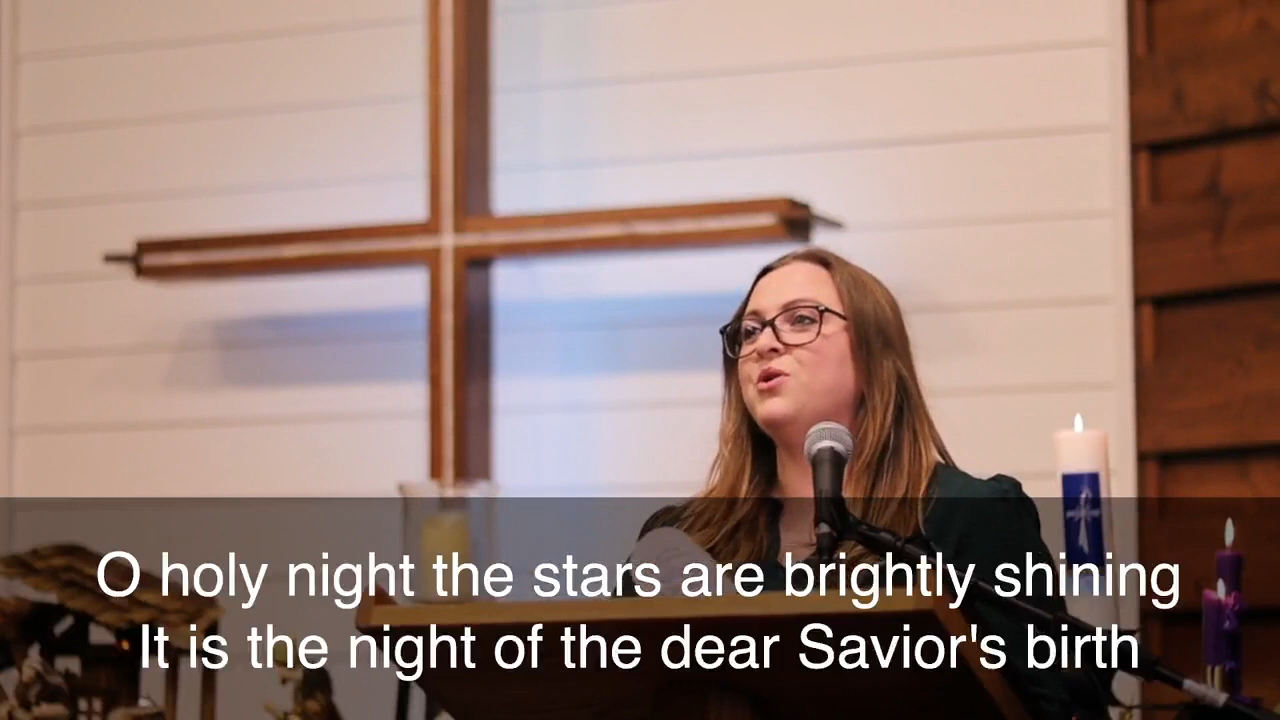 O holy night the stars are brightly shining
It is the night of the dear Savior's birth